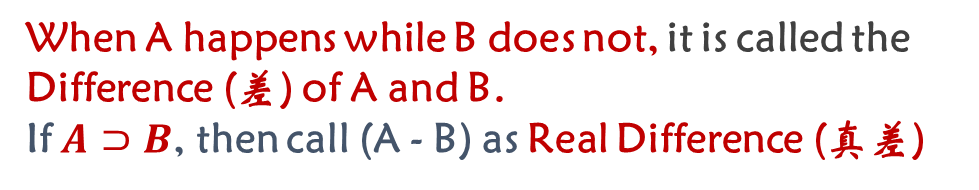 When A happens while B does not, it is called the
Difference (差) of A and B.
If A ⊃ B, then call (A - B) as Real Difference (真差)